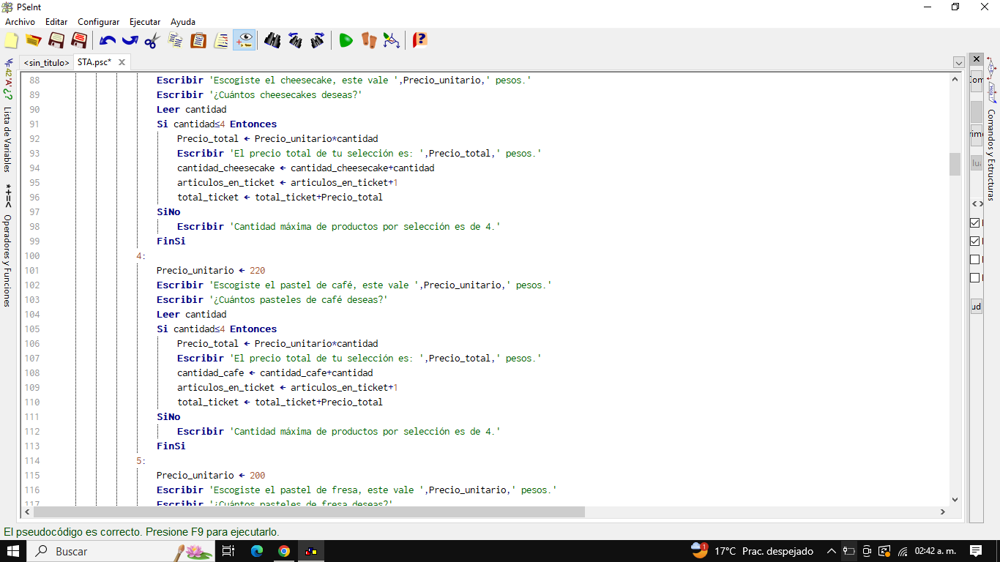 PSeInt
Archivo Editar Configurar Ejecutar Ayuda
<sin_titulo> STA.psc*
88 Escribir 'Escogiste el cheesecake, este vale ',Precio_unitario,' pesos.'
89 Escribir '¿Cuántos cheesecakes deseas?'
90 Leer cantidad
91 Si cantidad≤4 Entonces
92 Precio_total ← Precio_unitario*cantidad
93 Escribir 'El precio total de tu selección es: ',Precio_total,' pesos.'
94 cantidad_cheesecake ← cantidad_cheesecake+cantidad
95 articulos_en_ticket ← articulos_en_ticket+1
96 total_ticket ← total_ticket+Precio_total
97 SiNo
98 Escribir 'Cantidad máxima de productos por selección es de 4.'
99 FinSi
100 4:
101 Precio_unitario ← 220
102 Escribir 'Escogiste el pastel de café, este vale ',Precio_unitario,' pesos.'
103 Escribir '¿Cuántos pasteles de café deseas?'
104 Leer cantidad
105 Si cantidad≤4 Entonces
106 Precio_total ← Precio_unitario*cantidad
107 Escribir 'El precio total de tu selección es: ',Precio_total,' pesos.'
108 cantidad_cafe ← cantidad_cafe+cantidad
109 articulos_en_ticket ← articulos_en_ticket+1
110 total_ticket ← total_ticket+Precio_total
111 SiNo
112 Escribir 'Cantidad máxima de productos por selección es de 4.'
113 FinSi
114 5:
115 Precio_unitario ← 200
116 Escribir 'Escogiste el pastel de fresa, este vale ',Precio_unitario,' pesos.'
117 Escribir '¿Cuántos pasteles de fresa deseas?'
Lista de Variables
*+=< Operadores y Funciones
Comandos y Estructuras
El pseudocódigo es correcto. Presione F9 para ejecutarlo.
Buscar
1 17°C Prac. despejado 02:42 a. m.